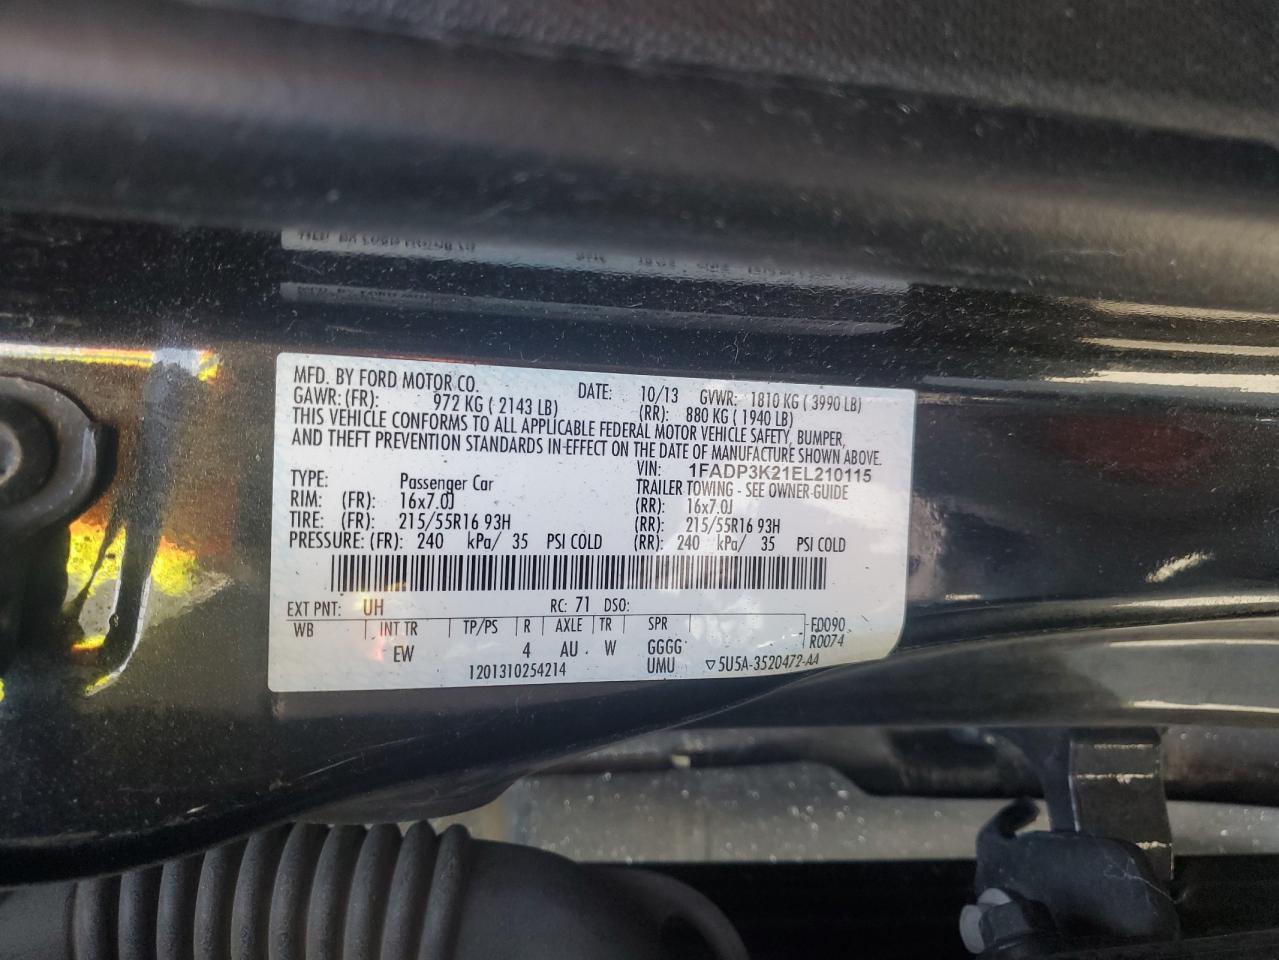 MFD. BY FORD MOTOR CO. DATE: 10/13 GVWR: 1810 KG ( 3990 LB)
GAWR: (FR): 972 KG ( 2143 LB) (RR): 880 KG ( 1940 LB)
THIS VEHICLE CONFORMS TO ALL APPLICABLE FEDERAL MOTOR VEHICLE SAFETY, BUMPER,
AND THEFT PREVENTION STANDARDS IN EFFECT ON THE DATE OF MANUFACTURE SHOWN ABOVE.
VIN: 1FADP3K21EL210115
TYPE: Passenger Car TRAILER TOWING - SEE OWNER GUIDE
RIM: (FR): 16x7.0J (RR): 16x7.0J
TIRE: (FR): 215/55R16 93H (RR): 215/55R16 93H
PRESSURE: (FR): 240 kPa/ 35 PSI COLD (RR): 240 kPa/ 35 PSI COLD
EXT PNT: UH RC: 71 DSO:
WB INT TR TP/PS R AXLE TR SPR F0090
EW 4 AU W GGGG R0074
1201310254214 UMU ▽5U5A-3520472-AA